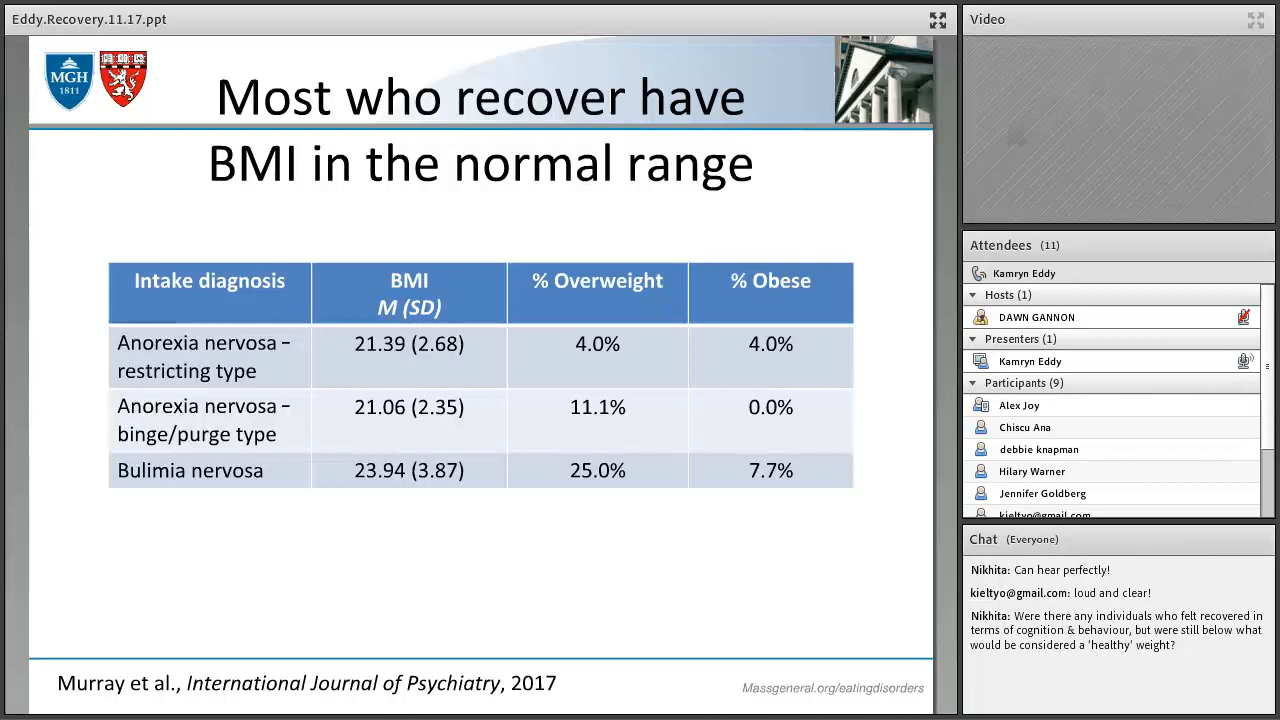 Eddy.Recovery.11.17.ppt
MGH
1811
Most who recover have
BMI in the normal range
Intake diagnosis
BMI
M (SD)
% Overweight
% Obese
Anorexia nervosa –
restricting type
21.39 (2.68)
4.0%
4.0%
Anorexia nervosa –
binge/purge type
21.06 (2.35)
11.1%
0.0%
Bulimia nervosa
23.94 (3.87)
25.0%
7.7%
Murray et al., International Journal of Psychiatry, 2017
Massgeneral.org/eatingdisorders
Video
Attendees (11)
Kamryn Eddy
Hosts (1)
DAWN GANNON
Presenters (1)
Kamryn Eddy
Participants (9)
Alex Joy
Chiscu Ana
debbie knapman
Hilary Warner
Jennifer Goldberg
kieltyo@gmail.com
Chat (Everyone)
Nikhita: Can hear perfectly!
kieltyo@gmail.com: loud and clear!
Nikhita: Were there any individuals who felt recovered in
terms of cognition & behaviour, but were still below what
would be considered a 'healthy' weight?